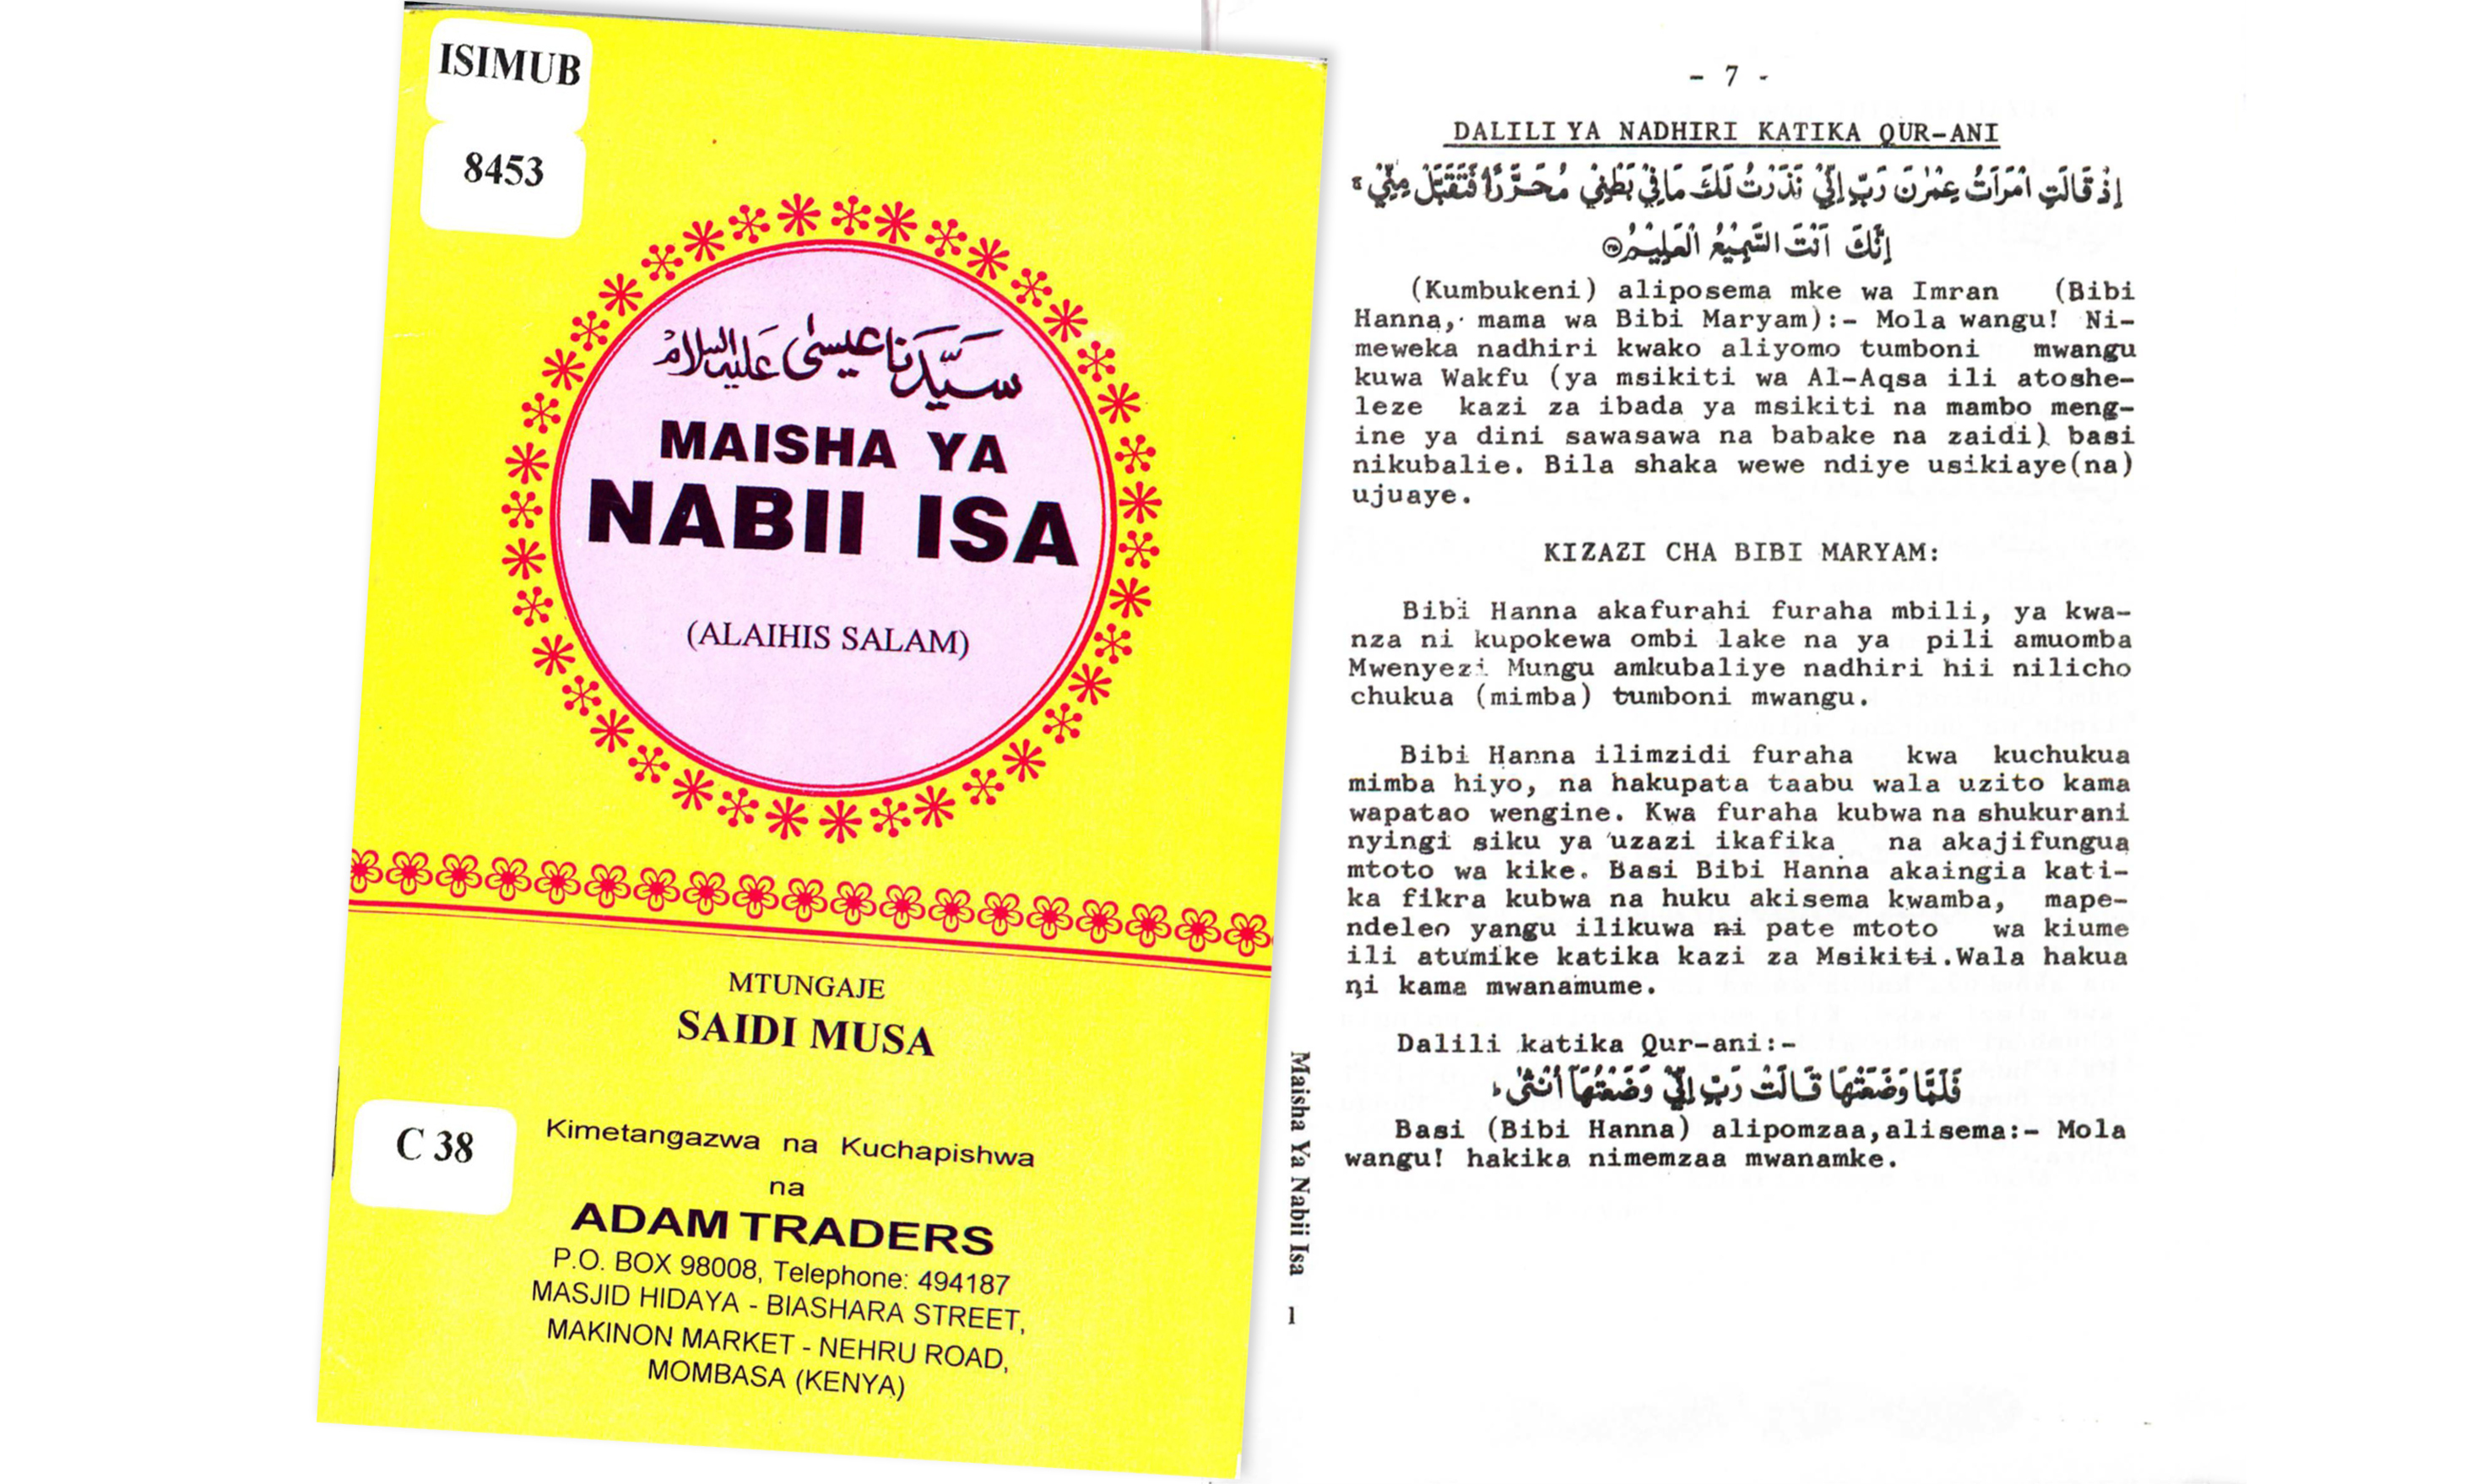 ISIMUB
8453
سَيِّدَنَا عِيسَىٰ عَلَيْهِ السَّلَامُ
MAISHA YA
NABII ISA
(ALAIHIS SALAM)
MTUNGAJE
SAIDI MUSA
C 38
Kimetangazwa na Kuchapishwa
na
ADAM TRADERS
P.O. BOX 98008, Telephone: 494187
MASJID HIDAYA - BIASHARA STREET,
MAKINON MARKET - NEHRU ROAD,
MOMBASA (KENYA)
Maisha Ya Nabii Isa 1
- 7 -
DALILI YA NADHIRI KATIKA QUR-ANI
اِذْ قَالَتِ امْرَاَتُ عِمْرٰنَ رَبِّ اِنِّيْ نَذَرْتُ لَكَ مَا فِيْ بَطْنِيْ مُحَرَّرًا فَتَقَبَّلْ مِنِّيْ ۚ
اِنَّكَ اَنْتَ السَّمِيْعُ الْعَلِيْمُ ﴿٣٥﴾
(Kumbukeni) aliposema mke wa Imran (Bibi
Hanna, mama wa Bibi Maryam):- Mola wangu! Ni-
meweka nadhiri kwako aliyomo tumboni mwangu
kuwa Wakfu (ya msikiti wa Al-Aqsa ili atoshe-
leze kazi za ibada ya msikiti na mambo meng-
ine ya dini sawasawa na babake na zaidi) basi
nikubalie. Bila shaka wewe ndiye usikiaye(na)
ujuaye.
KIZAZI CHA BIBI MARYAM:
Bibi Hanna akafurahi furaha mbili, ya kwa-
nza ni kupokewa ombi lake na ya pili amuomba
Mwenyezi Mungu amkubaliye nadhiri hii nilicho
chukua (mimba) tumboni mwangu.
Bibi Hanna ilimzidi furaha kwa kuchukua
mimba hiyo, na hakupata taabu wala uzito kama
wapatao wengine. Kwa furaha kubwa na shukurani
nyingi siku ya uzazi ikafika na akajifungua
mtoto wa kike. Basi Bibi Hanna akaingia kati-
ka fikra kubwa na huku akisema kwamba, mape-
ndeleo yangu ilikuwa ni pate mtoto wa kiume
ili atumike katika kazi za Msikiti.Wala hakua
ni kama mwanamume.
Dalili katika Qur-ani:-
فَلَمَّا وَضَعَتْهَا قَالَتْ رَبِّ اِنِّيْ وَضَعْتُهَآ اُنْثٰى ؕ
Basi (Bibi Hanna) alipomzaa,alisema:- Mola
wangu! hakika nimemzaa mwanamke.